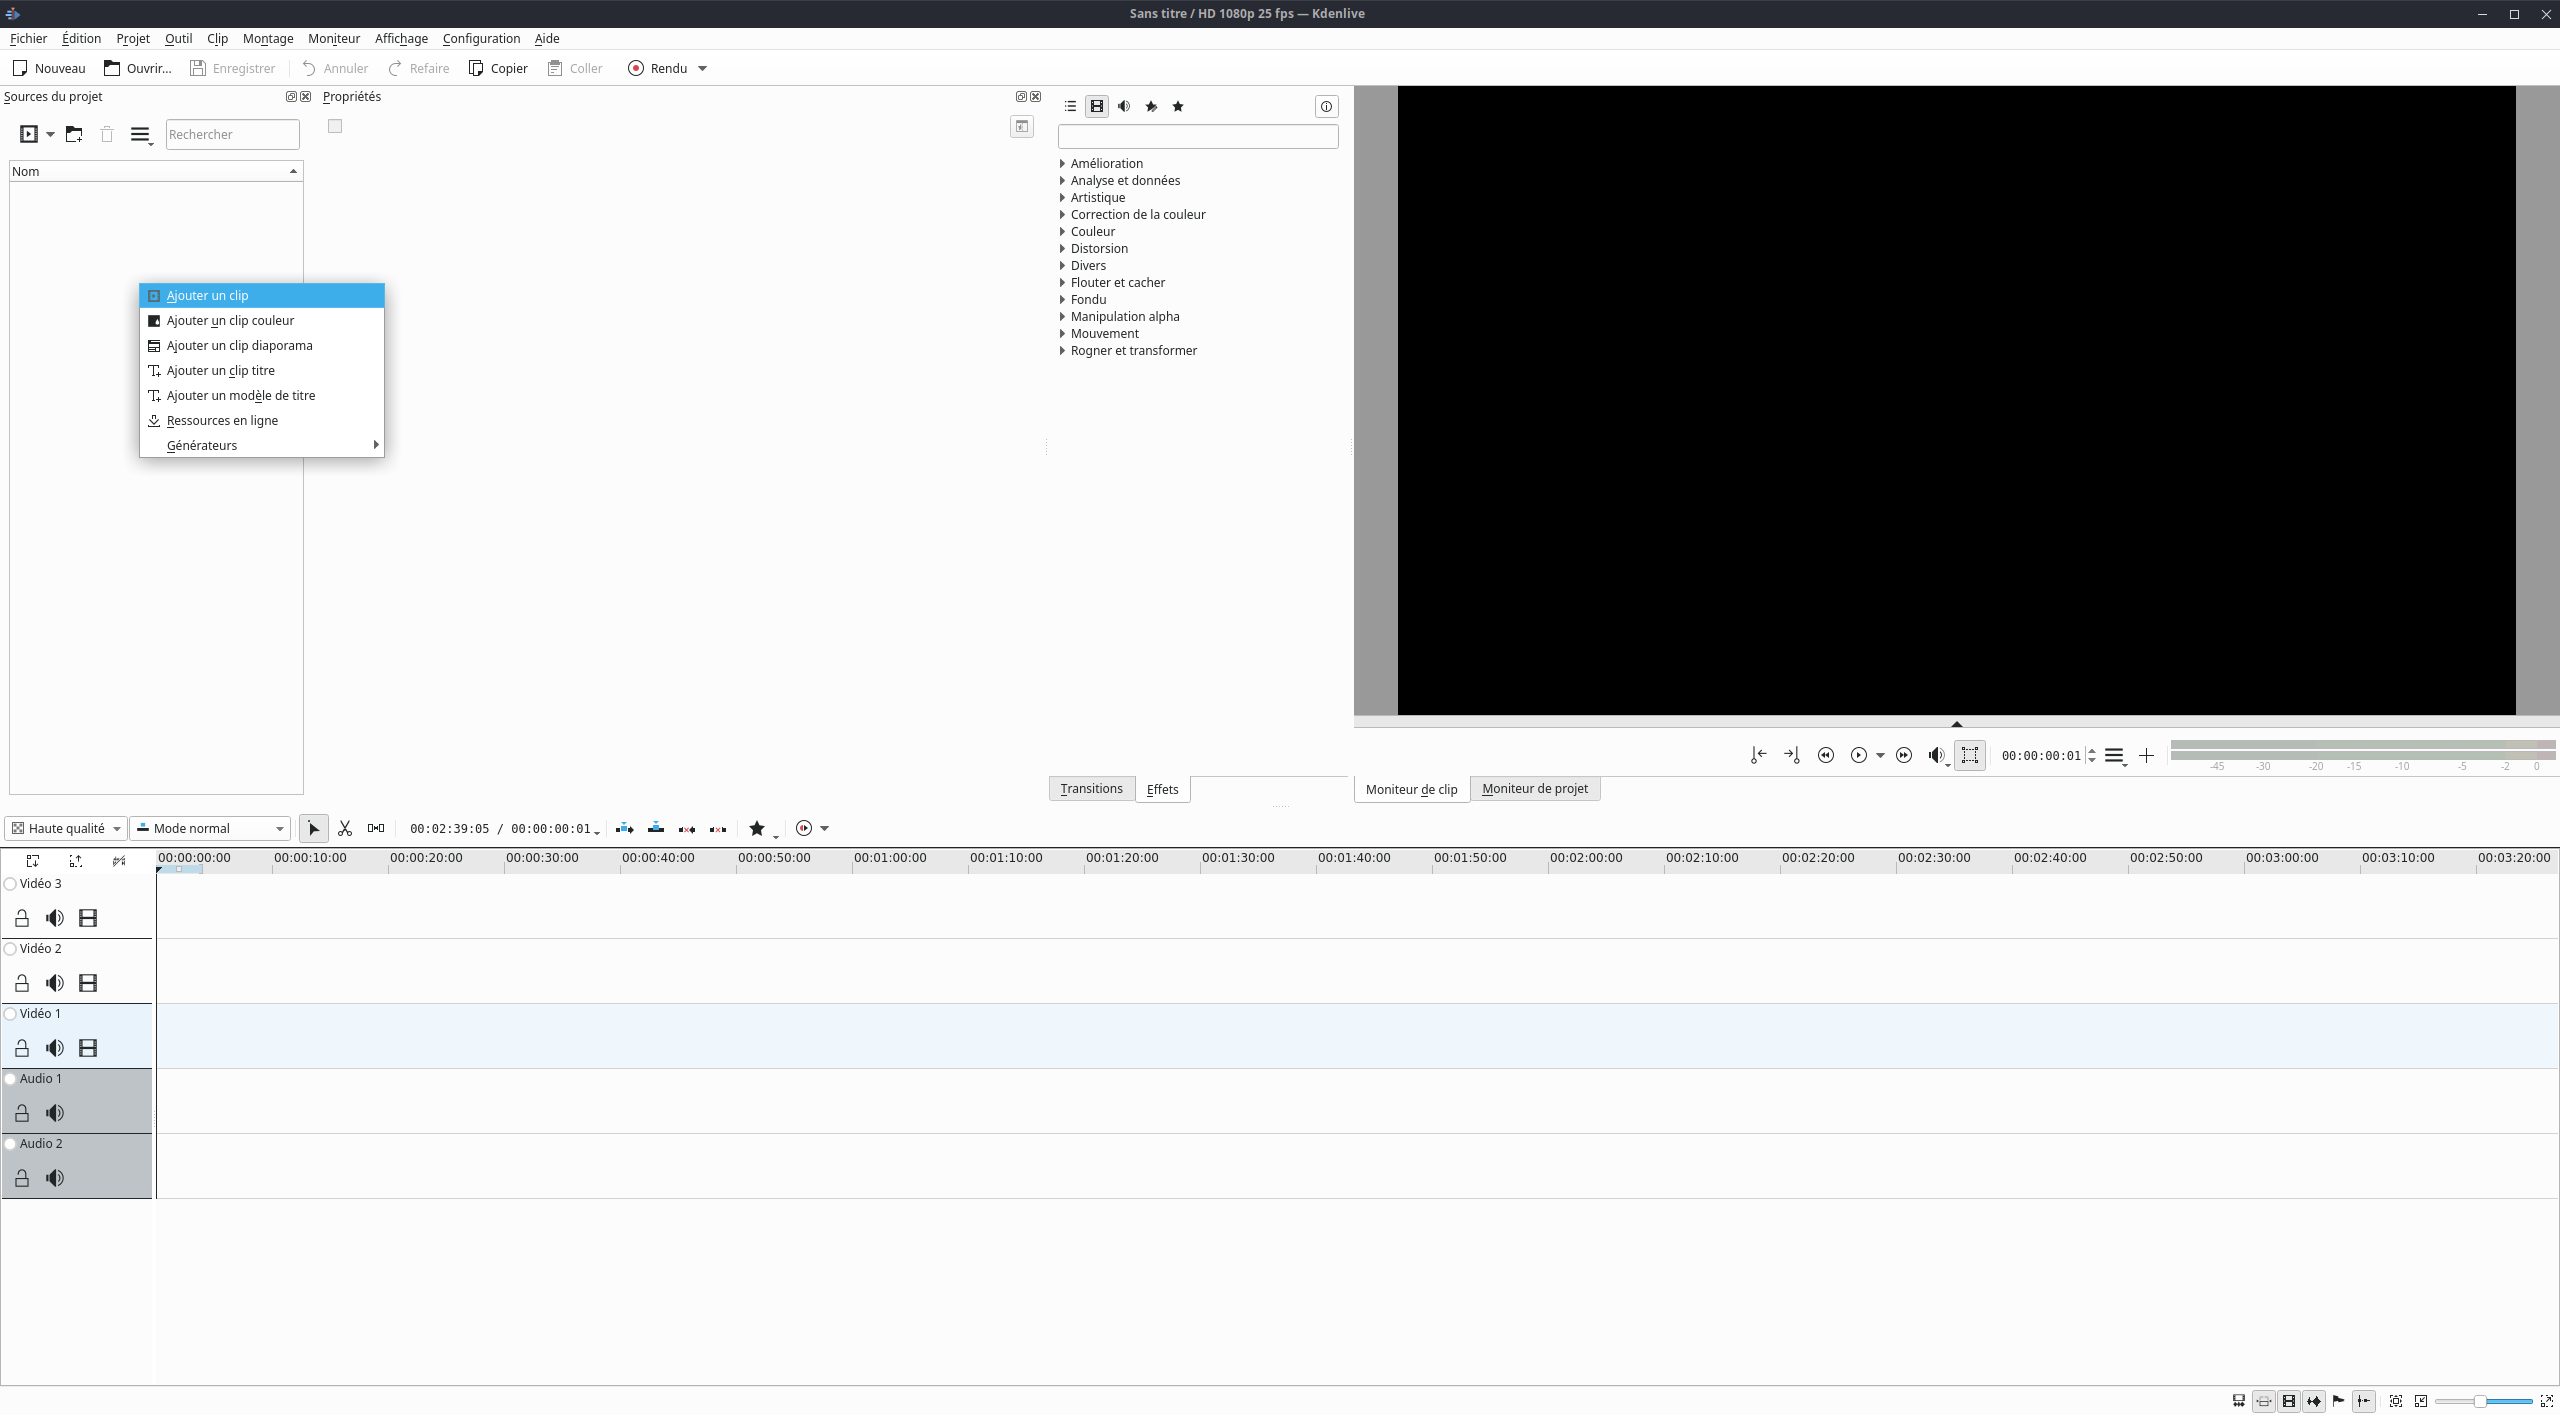 Sans titre / HD 1080p 25 fps — Kdenlive
Fichier Édition Projet Outil Clip Montage Moniteur Affichage Configuration Aide
Nouveau Ouvrir... Enregistrer Annuler Refaire Copier Coller Rendu
Sources du projet
Propriétés
Rechercher
Nom
Ajouter un clip
Ajouter un clip couleur
Ajouter un clip diaporama
Ajouter un clip titre
Ajouter un modèle de titre
Ressources en ligne
Générateurs
Amélioration
Analyse et données
Artistique
Correction de la couleur
Couleur
Distorsion
Divers
Flouter et cacher
Fondu
Manipulation alpha
Mouvement
Rogner et transformer
00:00:00:01
-45 -30 -20 -15 -10 -5 -2 0
Transitions Effets
Moniteur de clip Moniteur de projet
Haute qualité Mode normal 00:02:39:05 / 00:00:00:01
00:00:00:00 00:00:10:00 00:00:20:00 00:00:30:00 00:00:40:00 00:00:50:00 00:01:00:00 00:01:10:00 00:01:20:00 00:01:30:00 00:01:40:00 00:01:50:00 00:02:00:00 00:02:10:00 00:02:20:00 00:02:30:00 00:02:40:00 00:02:50:00 00:03:00:00 00:03:10:00 00:03:20:00
Vidéo 3
Vidéo 2
Vidéo 1
Audio 1
Audio 2